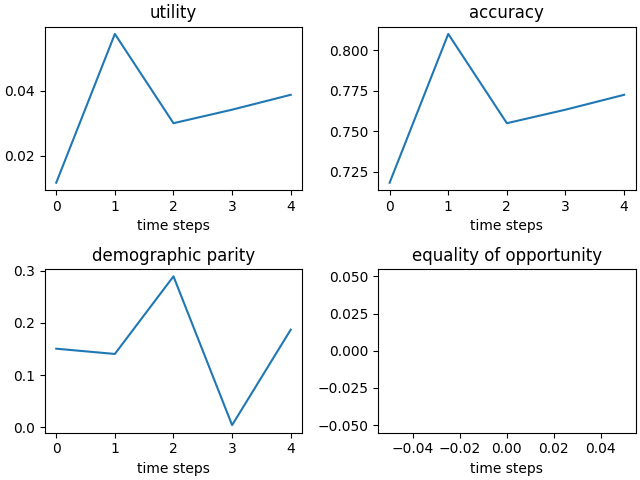 utility
0.04
0.02
0 1 2 3 4
time steps
accuracy
0.800
0.775
0.750
0.725
0 1 2 3 4
time steps
demographic parity
0.3
0.2
0.1
0.0
0 1 2 3 4
time steps
equality of opportunity
0.050
0.025
0.000
−0.025
−0.050
−0.04 −0.02 0.00 0.02 0.04
time steps